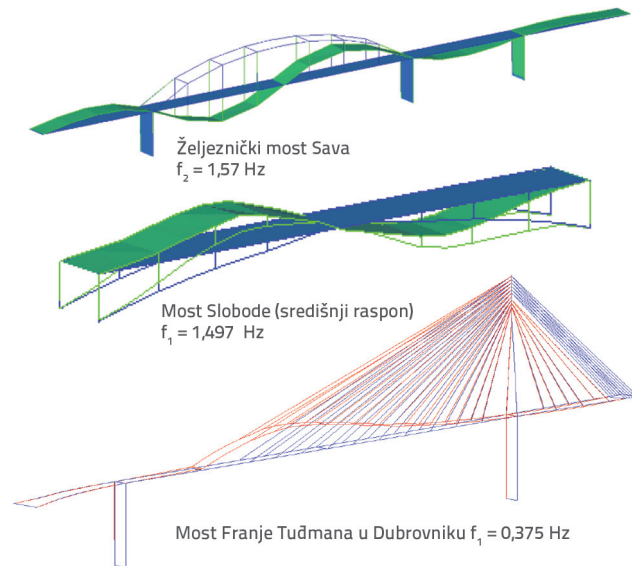 Željeznički most Sava
f₂ = 1,57 Hz
Most Slobode (središnji raspon)
f₁ = 1,497 Hz
Most Franje Tuđmana u Dubrovniku f₁ = 0,375 Hz